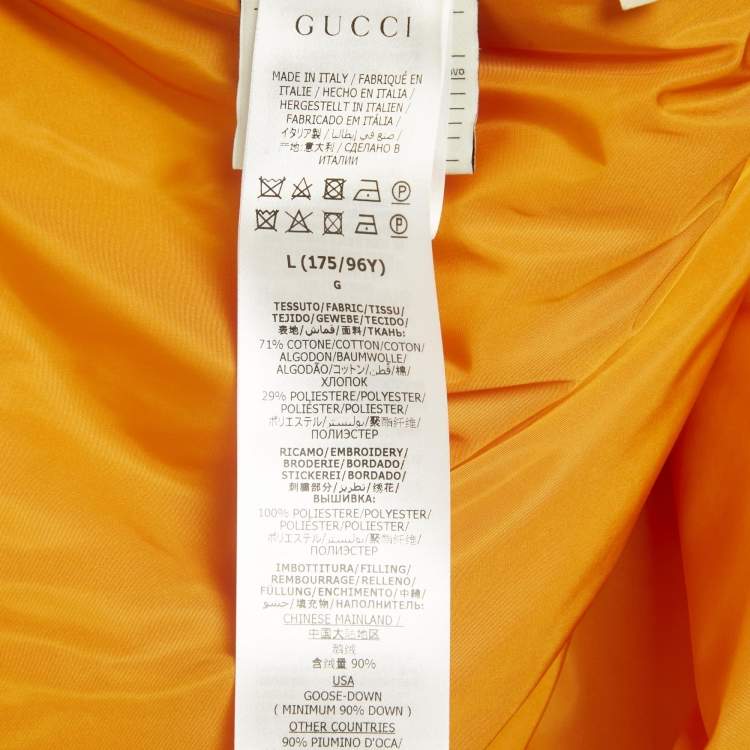 GUCCI
MADE IN ITALY / FABRIQUÉ EN
ITALIE / HECHO EN ITALIA /
HERGESTELLT IN ITALIEN /
FABRICADO EM ITÁLIA /
イタリア製 / صنع في إيطاليا /
产地:意大利 / СДЕЛАНО В
ИТАЛИИ
L (175/96Y)
G
TESSUTO/FABRIC/TISSU/
TEJIDO/GEWEBE/TECIDO/
表地/قماش/面料/ТКАНЬ:
71% COTONE/COTTON/COTON/
ALGODON/BAUMWOLLE/
ALGODÃO/コットン/قطن/棉/
ХЛОПОК
29% POLIESTERE/POLYESTER/
POLIÉSTER/POLIESTER/
ポリエステル/بوليستر/聚酯纤维/
ПОЛИЭСТЕР
RICAMO/EMBROIDERY/
BRODERIE/BORDADO/
STICKEREI/BORDADO/
刺繍部分/تطريز/绣花/
ВЫШИВКА:
100% POLIESTERE/POLYESTER/
POLIÉSTER/POLIESTER/
ポリエステル/بوليستر/聚酯纤维/
ПОЛИЭСТЕР
IMBOTTITURA/FILLING/
REMBOURRAGE/RELLENO/
FÜLLUNG/ENCHIMENTO/中綿/
حشو/填充物/НАПОЛНИТЕЛЬ:
CHINESE MAINLAND /
中国大陆地区
鹅绒
含绒量 90%
USA
GOOSE-DOWN
( MINIMUM 90% DOWN )
OTHER COUNTRIES
90% PIUMINO D'OCA/